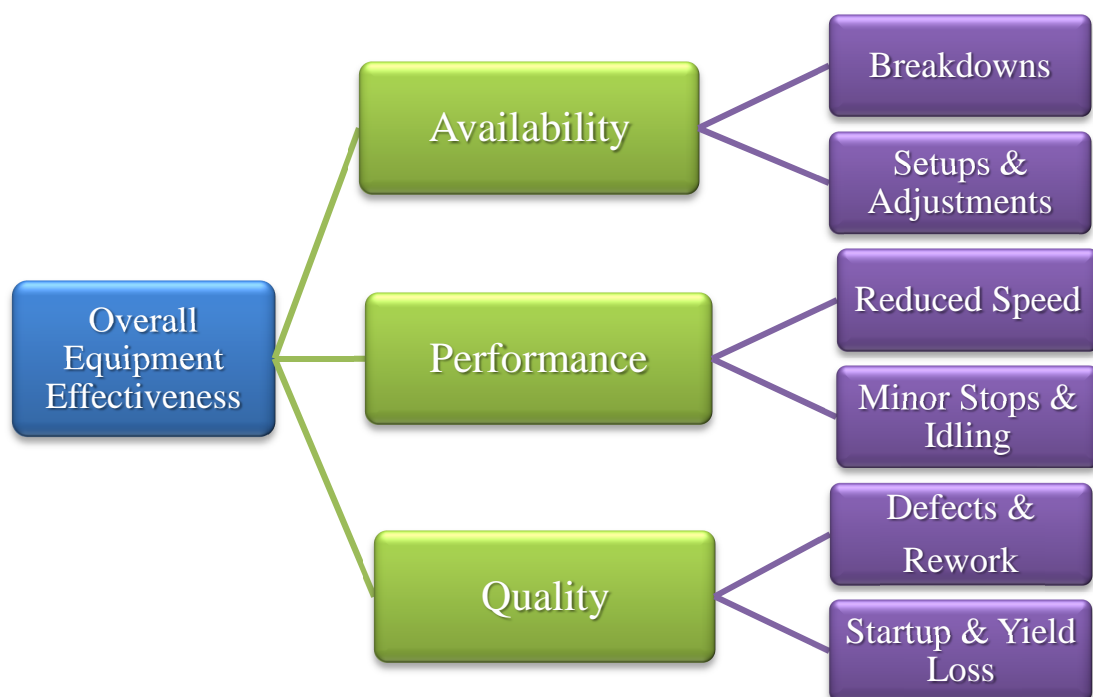 Overall
Equipment
Effectiveness
Availability
Breakdowns
Setups &
Adjustments
Performance
Reduced Speed
Minor Stops &
Idling
Quality
Defects &
Rework
Startup & Yield
Loss